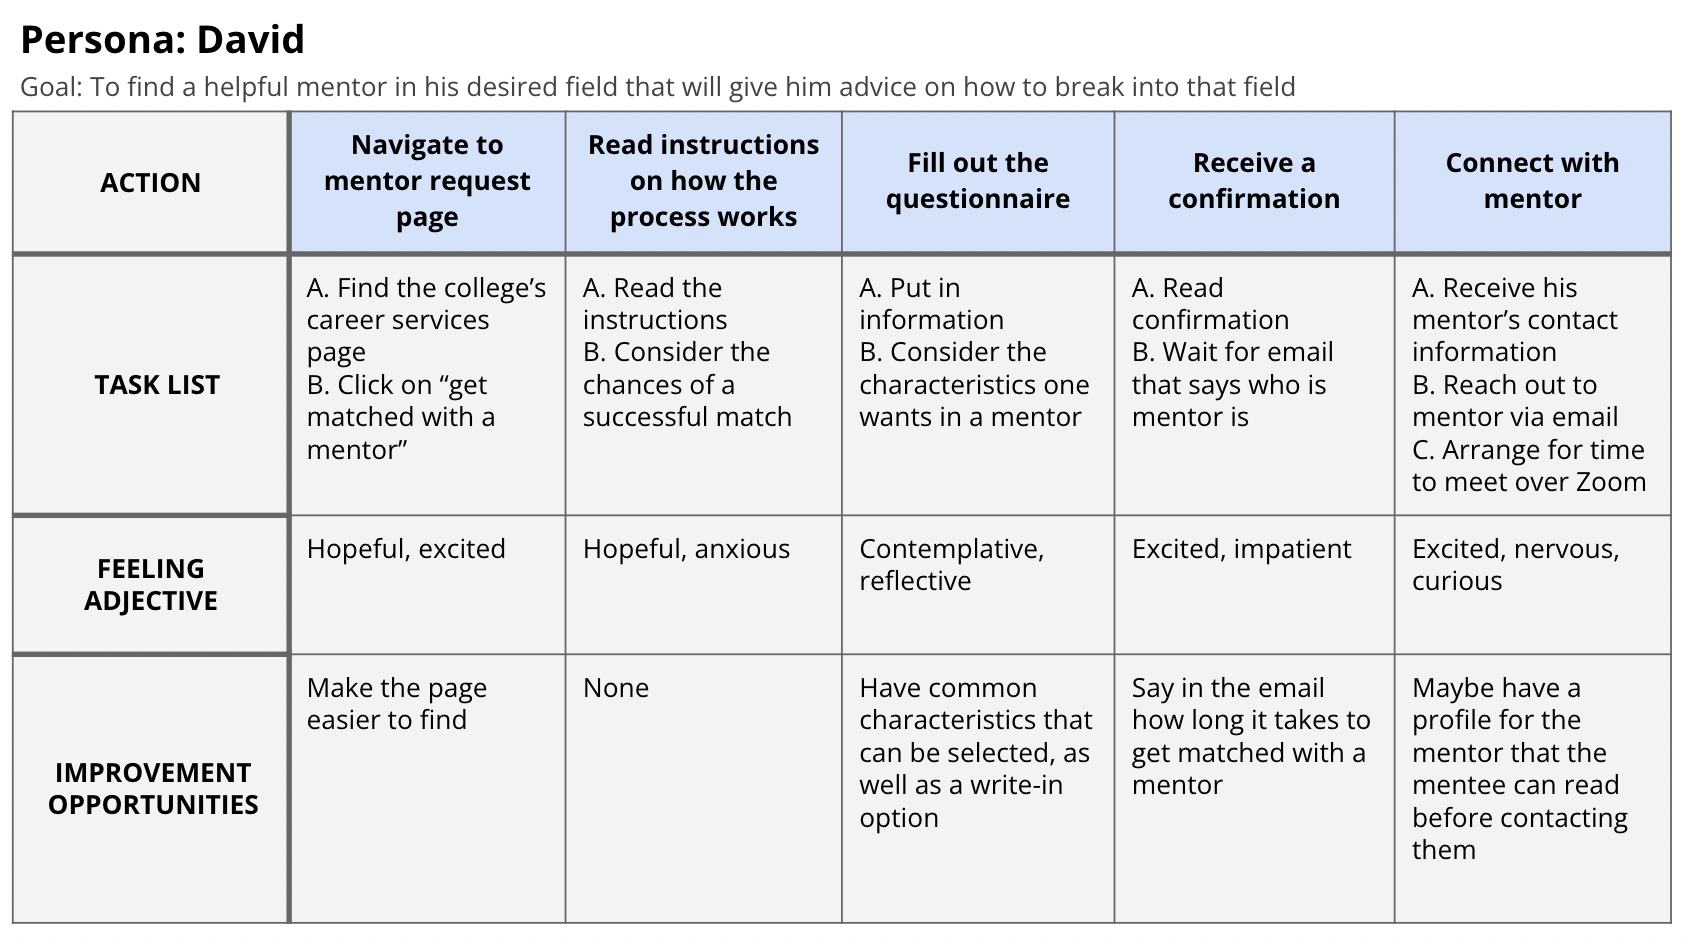 Persona: David
Goal: To find a helpful mentor in his desired field that will give him advice on how to break into that field
ACTION
Navigate to
mentor request
page
Read instructions
on how the
process works
Fill out the
questionnaire
Receive a
confirmation
Connect with
mentor
TASK LIST
A. Find the college’s
career services
page
B. Click on “get
matched with a
mentor”
A. Read the
instructions
B. Consider the
chances of a
successful match
A. Put in
information
B. Consider the
characteristics one
wants in a mentor
A. Read
confirmation
B. Wait for email
that says who is
mentor is
A. Receive his
mentor’s contact
information
B. Reach out to
mentor via email
C. Arrange for time
to meet over Zoom
FEELING
ADJECTIVE
Hopeful, excited
Hopeful, anxious
Contemplative,
reflective
Excited, impatient
Excited, nervous,
curious
IMPROVEMENT
OPPORTUNITIES
Make the page
easier to find
None
Have common
characteristics that
can be selected, as
well as a write-in
option
Say in the email
how long it takes to
get matched with a
mentor
Maybe have a
profile for the
mentor that the
mentee can read
before contacting
them